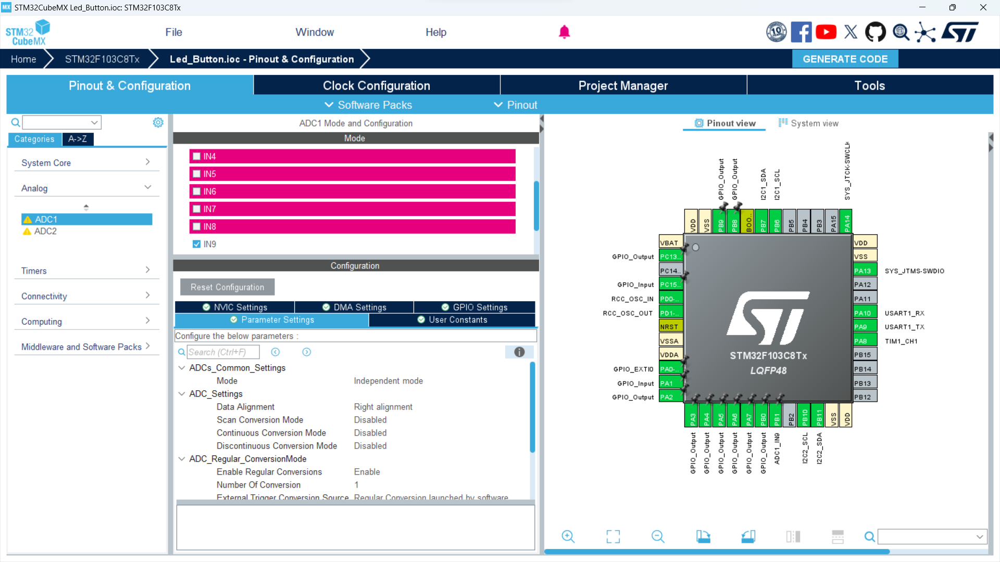 MX STM32CubeMX Led_Button.ioc: STM32F103C8Tx
STM32
CubeMX
File
Window
Help
10
Home
STM32F103C8Tx
Led_Button.ioc - Pinout & Configuration
GENERATE CODE
Pinout & Configuration
Clock Configuration
Project Manager
Tools
Software Packs
Pinout
Categories
A->Z
System Core
Analog
ADC1
ADC2
Timers
Connectivity
Computing
Middleware and Software Packs
ADC1 Mode and Configuration
Mode
IN4
IN5
IN6
IN7
IN8
IN9
Configuration
Reset Configuration
NVIC Settings
DMA Settings
GPIO Settings
Parameter Settings
User Constants
Configure the below parameters :
Search (Ctrl+F)
ADCs_Common_Settings
Mode Independent mode
ADC_Settings
Data Alignment Right alignment
Scan Conversion Mode Disabled
Continuous Conversion Mode Disabled
Discontinuous Conversion Mode Disabled
ADC_Regular_ConversionMode
Enable Regular Conversions Enable
Number Of Conversion 1
External Trigger Conversion Source Regular Conversion launched by software
Pinout view
System view
GPIO_Output
GPIO_Output
I2C1_SDA
I2C1_SCL
SYS_JTCK-SWCLK
VDD
VSS
PB9
PB8
BOO..
PB7
PB6
PB5
PB4
PB3
PA15
PA14
VBAT
GPIO_Output PC13..
PC14..
GPIO_Input PC15..
RCC_OSC_IN PD0-..
RCC_OSC_OUT PD1-..
NRST
VSSA
VDDA
GPIO_EXTI0 PA0-..
GPIO_Input PA1
GPIO_Output PA2
VDD
VSS
PA13 SYS_JTMS-SWDIO
PA12
PA11
PA10 USART1_RX
PA9 USART1_TX
PA8 TIM1_CH1
PB15
PB14
PB13
PB12
ST
STM32F103C8Tx
LQFP48
PA3
PA4
PA5
PA6
PA7
PB0
PB1
PB2
PB10
PB11
VSS
VDD
GPIO_Output
GPIO_Output
GPIO_Output
GPIO_Output
GPIO_Output
GPIO_Output
ADC1_IN9
I2C2_SCL
I2C2_SDA